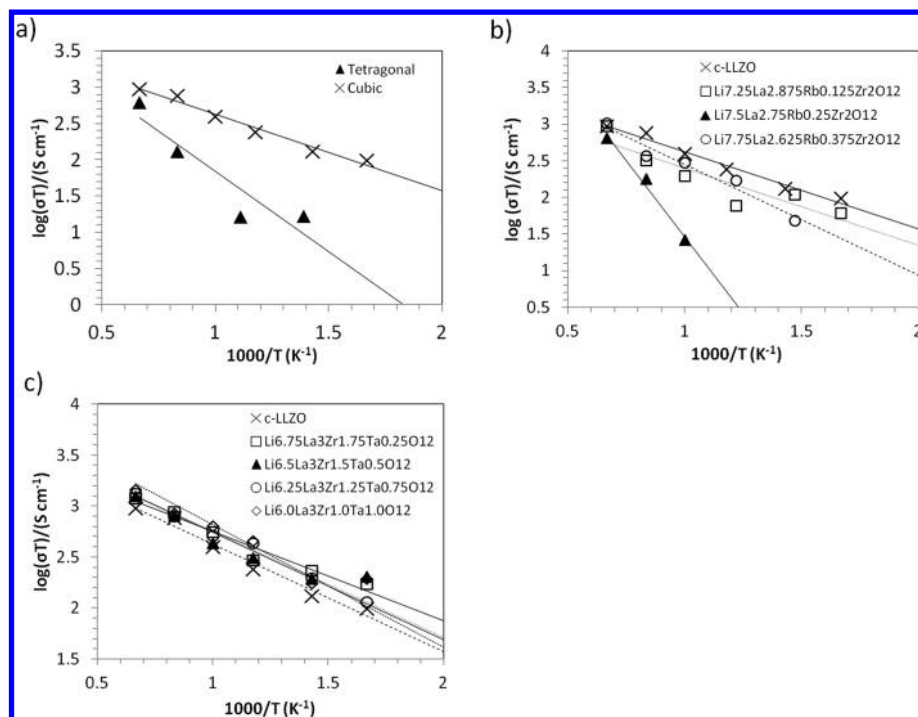 a)
3.5
3
2.5
2
1.5
1
0.5
0
0.5
1
1.5
2
log(σT)/(S cm-1)
1000/T (K-1)
Tetragonal
Cubic
b)
4
3.5
3
2.5
2
1.5
1
0.5
0.5
1
1.5
2
log (σT)/(S cm-1)
1000/T (K-1)
c-LLZO
Li7.25La2.875Rb0.125Zr2O12
Li7.5La2.75Rb0.25Zr2O12
Li7.75La2.625Rb0.375Zr2O12
c)
4
3.5
3
2.5
2
1.5
0.5
1
1.5
2
log(σT)/(S cm-1)
1000/T (K-1)
c-LLZO
Li6.75La3Zr1.75Ta0.25O12
Li6.5La3Zr1.5Ta0.5O12
Li6.25La3Zr1.25Ta0.75O12
Li6.0La3Zr1.0Ta1.0O12